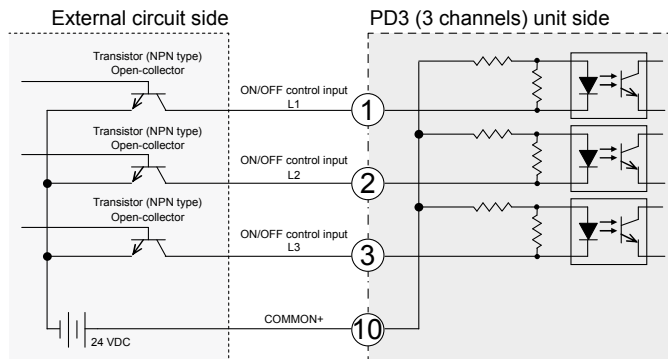 External circuit side
PD3 (3 channels) unit side
Transistor (NPN type)
Open-collector
ON/OFF control input
L1
1
Transistor (NPN type)
Open-collector
ON/OFF control input
L2
2
Transistor (NPN type)
Open-collector
ON/OFF control input
L3
3
COMMON+
10
24 VDC